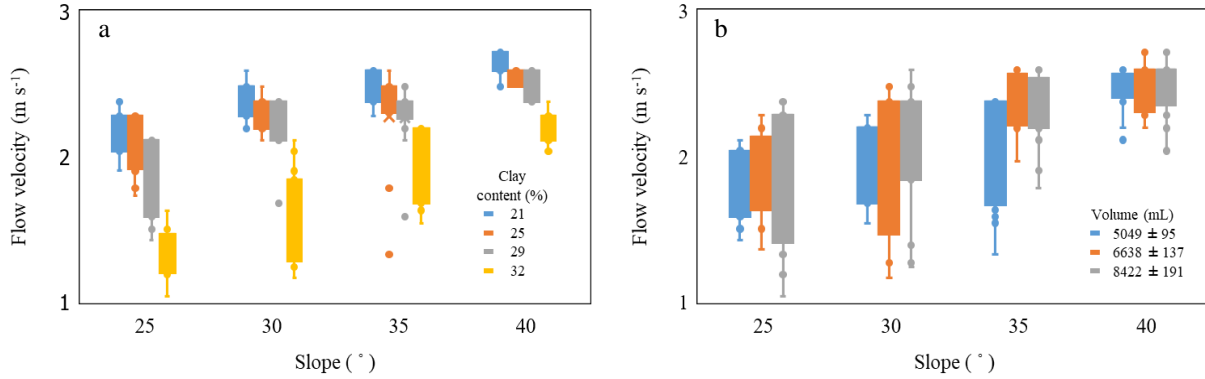 a
3
2
1
Flow velocity (m s⁻¹)
25
30
35
40
Slope ( ° )
Clay
content (%)
21
25
29
32
b
3
2
1
Flow velocity (m s⁻¹)
25
30
35
40
Slope ( ° )
Volume (mL)
5049 ± 95
6638 ± 137
8422 ± 191